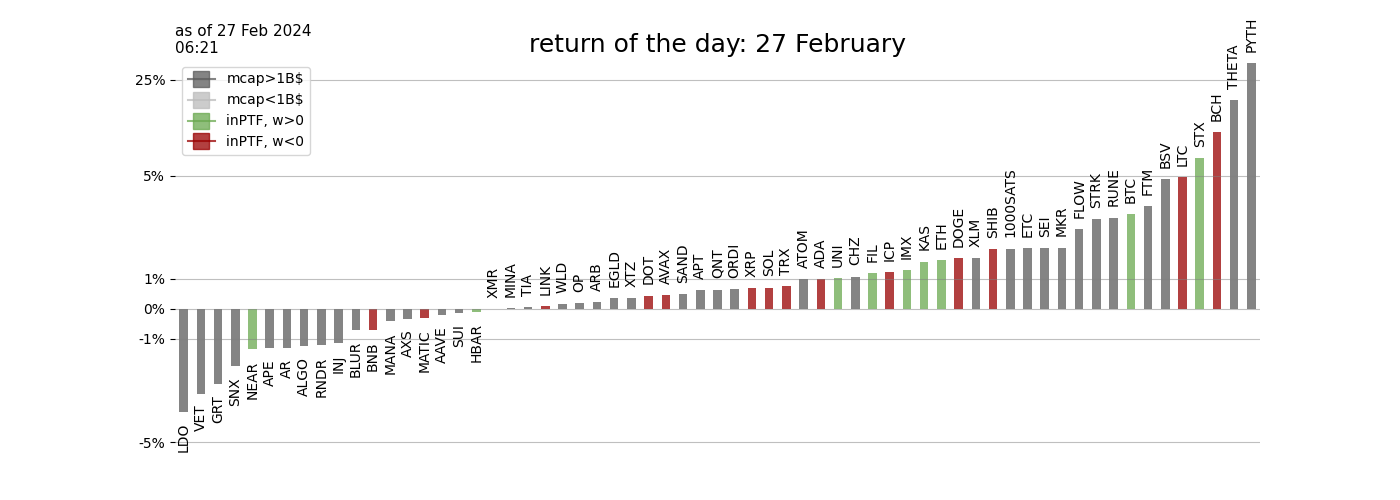 as of 27 Feb 2024
06:21
return of the day: 27 February
mcap>1B$
mcap<1B$
inPTF, w>0
inPTF, w<0
25%
5%
1%
0%
-1%
-5%
LDO
VET
GRT
SNX
NEAR
APE
AR
ALGO
RNDR
INJ
BLUR
BNB
MANA
AXS
MATIC
AAVE
SUI
HBAR
XMR
MINA
TIA
LINK
WLD
OP
ARB
EGLD
XTZ
DOT
AVAX
SAND
APT
QNT
ORDI
XRP
SOL
TRX
ATOM
ADA
UNI
CHZ
FIL
ICP
IMX
KAS
ETH
DOGE
XLM
SHIB
1000SATS
ETC
SEI
MKR
FLOW
STRK
RUNE
BTC
FTM
BSV
LTC
STX
BCH
THETA
PYTH